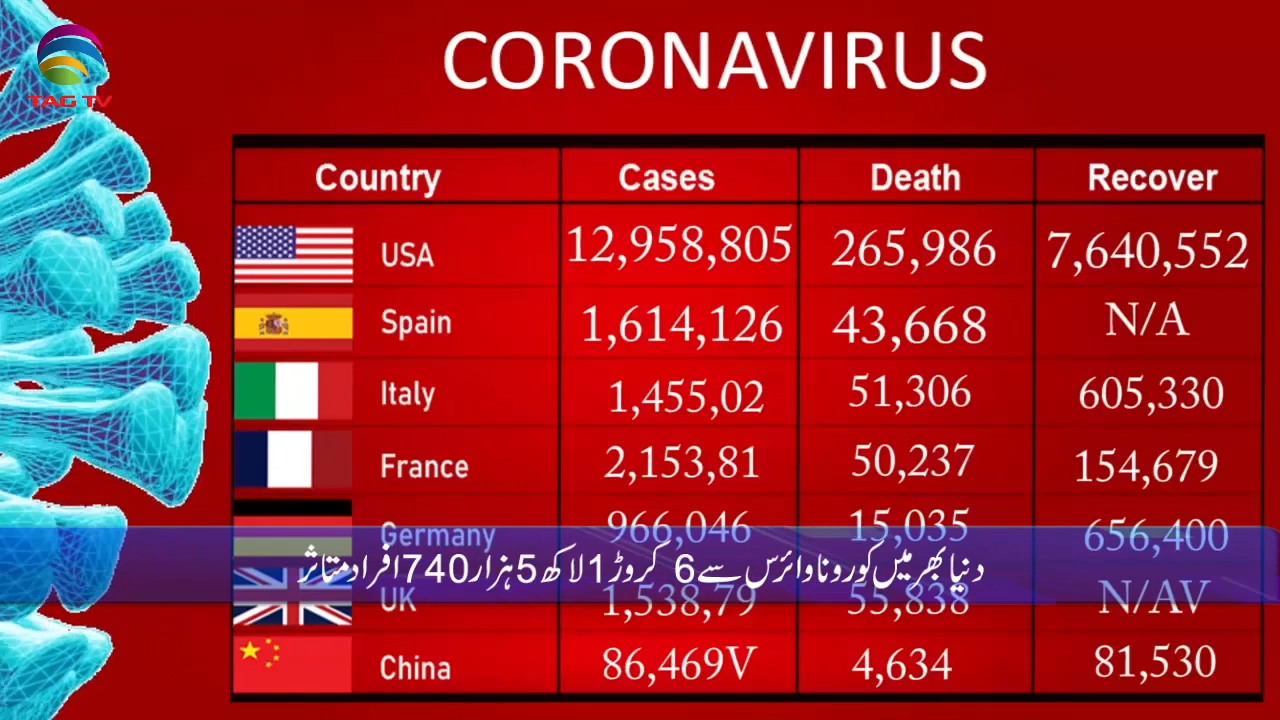 TAG TV
CORONAVIRUS
Country Cases Death Recover
USA 12,958,805 265,986 7,640,552
Spain 1,614,126 43,668 N/A
Italy 1,455,02 51,306 605,330
France 2,153,81 50,237 154,679
Germany 966,046 15,035 656,400
دنیا بھر میں کورونا وائرس سے 6 کروڑ 1 لاکھ 5 ہزار 740 افراد متاثر
UK 1,538,79 55,838 N/AV
China 86,469V 4,634 81,530